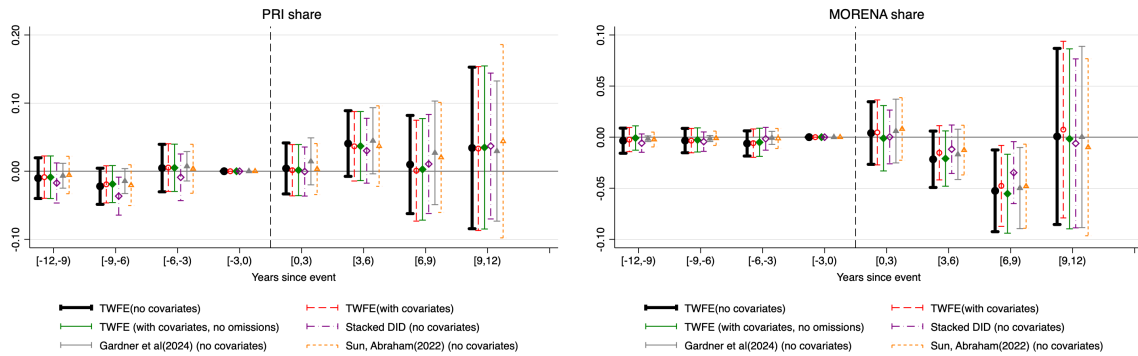 PRI share
0.20
0.10
0.00
-0.10
[-12,-9) [-9,-6) [-6,-3) [-3,0) [0,3) [3,6) [6,9) [9,12)
Years since event
TWFE(no covariates) TWFE(with covariates)
TWFE (with covariates, no omissions) Stacked DID (no covariates)
Gardner et al(2024) (no covariates) Sun, Abraham(2022) (no covariates)
MORENA share
0.10
0.05
0.00
-0.05
-0.10
[-12,-9) [-9,-6) [-6,-3) [-3,0) [0,3) [3,6) [6,9) [9,12)
Years since event
TWFE(no covariates) TWFE(with covariates)
TWFE (with covariates, no omissions) Stacked DID (no covariates)
Gardner et al(2024) (no covariates) Sun, Abraham(2022) (no covariates)